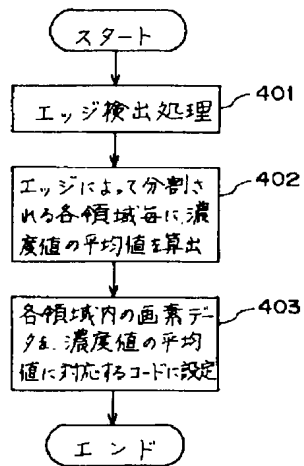 スタート
エッジ検出処理
401
エッジによって分割さ
れる各領域毎に、濃
度値の平均値を算出
402
各領域内の画素デー
タを、濃度値の平均
値に対応するコードに設定
403
エンド